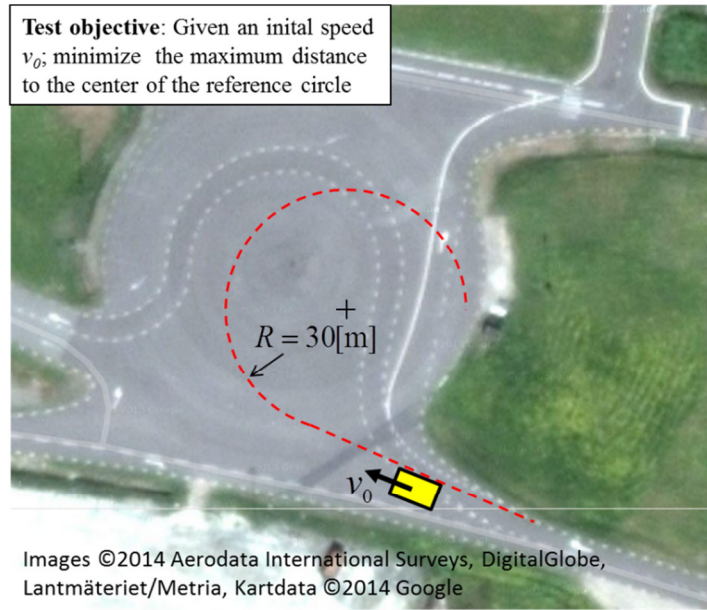 Test objective: Given an inital speed
v₀; minimize the maximum distance
to the center of the reference circle
R = 30[m]
v₀
Images ©2014 Aerodata International Surveys, DigitalGlobe,
Lantmäteriet/Metria, Kartdata ©2014 Google